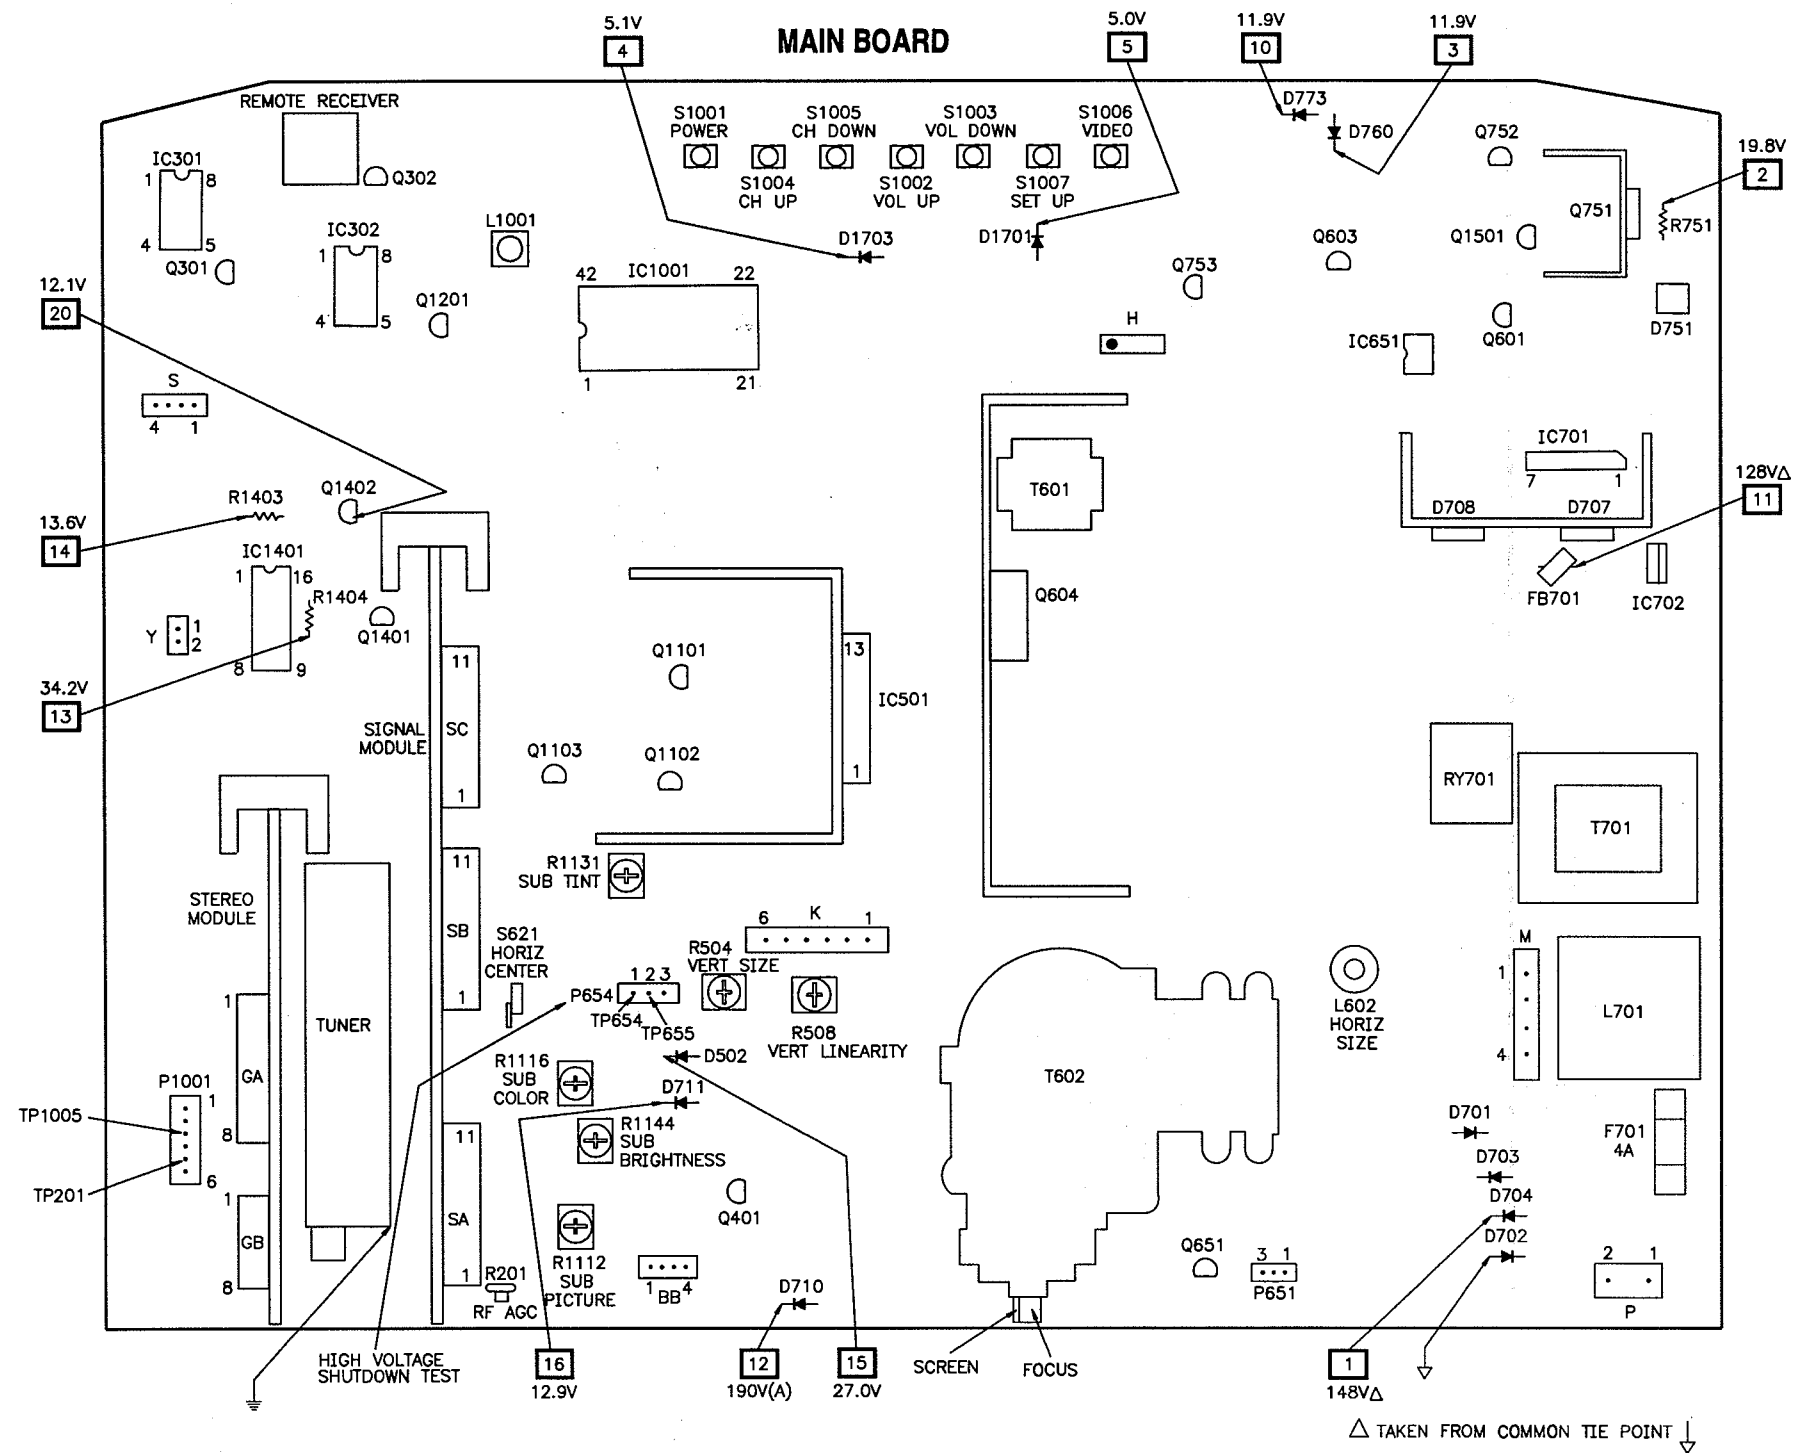 MAIN BOARD
5.1V
4
5.0V
5
11.9V
10
11.9V
3
REMOTE RECEIVER
S1001
POWER
S1005
CH DOWN
S1003
VOL DOWN
S1006
VIDEO
S1004
CH UP
S1002
VOL UP
S1007
SET UP
D773
D760
Q752
19.8V
2
IC301
1
8
4
5
Q302
Q301
IC302
1
8
4
5
L1001
Q1201
D1703
D1701
Q753
Q603
Q1501
Q751
R751
D751
Q601
IC651
H
IC1001
42
22
1
21
12.1V
20
S
4
1
R1403
Q1402
13.6V
14
IC1401
1
16
8
9
R1404
Q1401
Y
1
2
34.2V
13
T601
Q604
IC701
7
1
D708
D707
128V△
11
FB701
IC702
Q1101
13
IC501
1
Q1103
Q1102
SIGNAL
MODULE
11
SC
1
RY701
T701
STEREO
MODULE
TUNER
11
SB
1
R1131
SUB TINT
6
K
1
S621
HORIZ
CENTER
R504
VERT SIZE
1 2 3
P654
TP654
TP655
R508
VERT LINEARITY
D502
D711
R1116
SUB
COLOR
R1144
SUB
BRIGHTNESS
R1112
SUB
PICTURE
Q401
T602
L602
HORIZ
SIZE
M
1
4
L701
D701
D703
D704
D702
F701
4A
P1001
1
6
TP1005
TP201
1
GA
8
1
GB
8
11
SA
1
R201
RF AGC
1
BB
4
D710
Q651
3 1
P651
2
1
P
HIGH VOLTAGE
SHUTDOWN TEST
16
12.9V
12
190V(A)
15
27.0V
SCREEN
FOCUS
1
148V△
△ TAKEN FROM COMMON TIE POINT